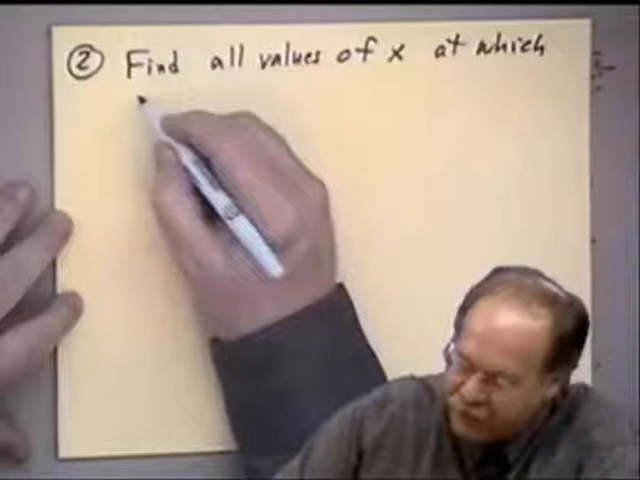 ② Find all values of x at which